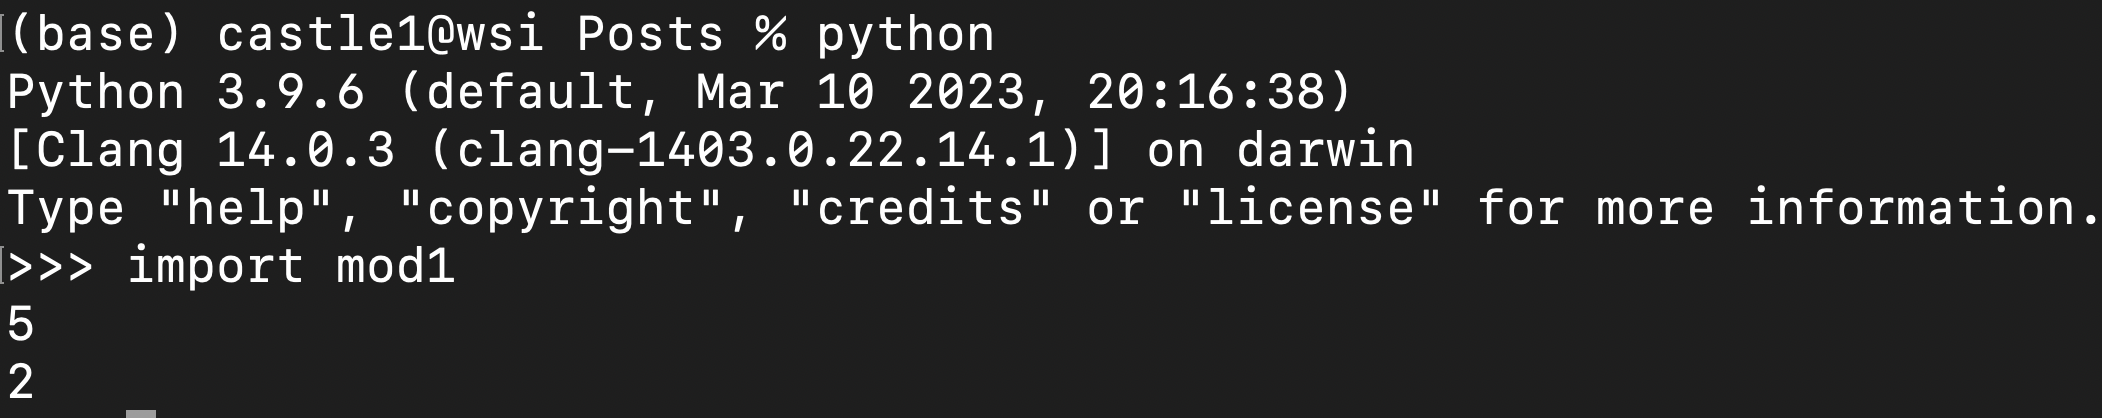 (base) castle1@wsi Posts % python
Python 3.9.6 (default, Mar 10 2023, 20:16:38)
[Clang 14.0.3 (clang-1403.0.22.14.1)] on darwin
Type "help", "copyright", "credits" or "license" for more information.
>>> import mod1
5
2